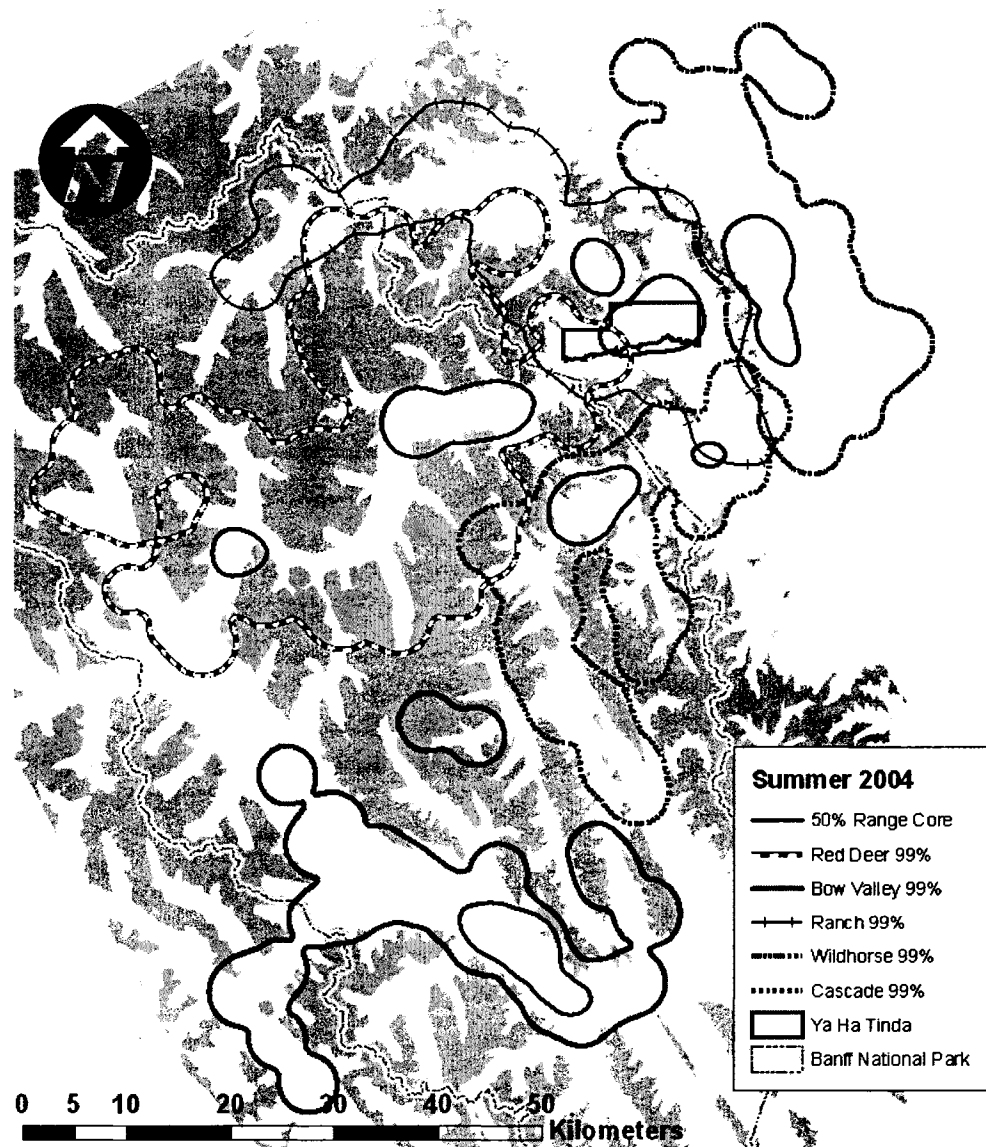 N
Summer 2004
50% Range Core
Red Deer 99%
Bow Valley 99%
Ranch 99%
Wildhorse 99%
Cascade 99%
Ya Ha Tinda
Banff National Park
0 5 10 20 30 40 50
Kilometers